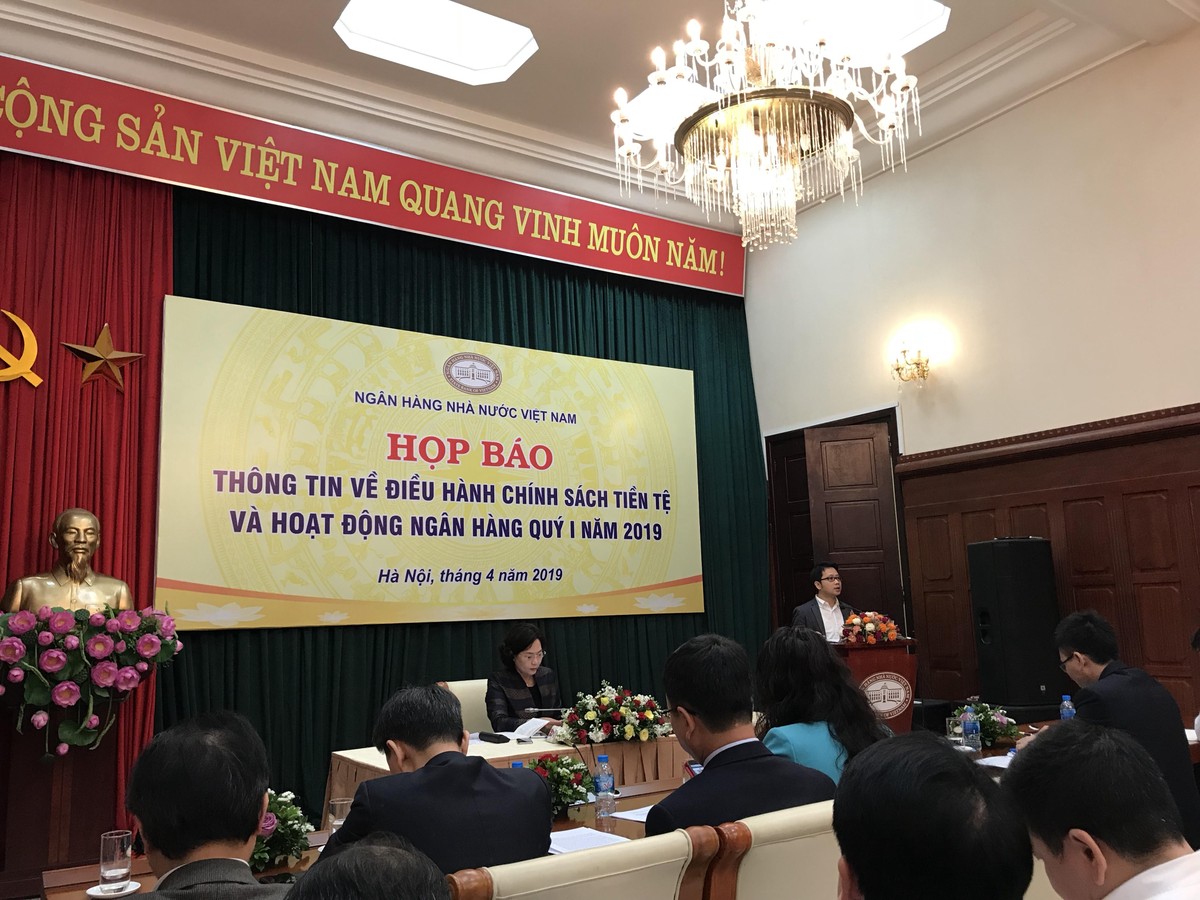 CỘNG SẢN VIỆT NAM QUANG VINH MUÔN NĂM!
NGÂN HÀNG NHÀ NƯỚC VIỆT NAM
HỌP BÁO
THÔNG TIN VỀ ĐIỀU HÀNH CHÍNH SÁCH TIỀN TỆ
VÀ HOẠT ĐỘNG NGÂN HÀNG QUÝ I NĂM 2019
Hà Nội, tháng 4 năm 2019